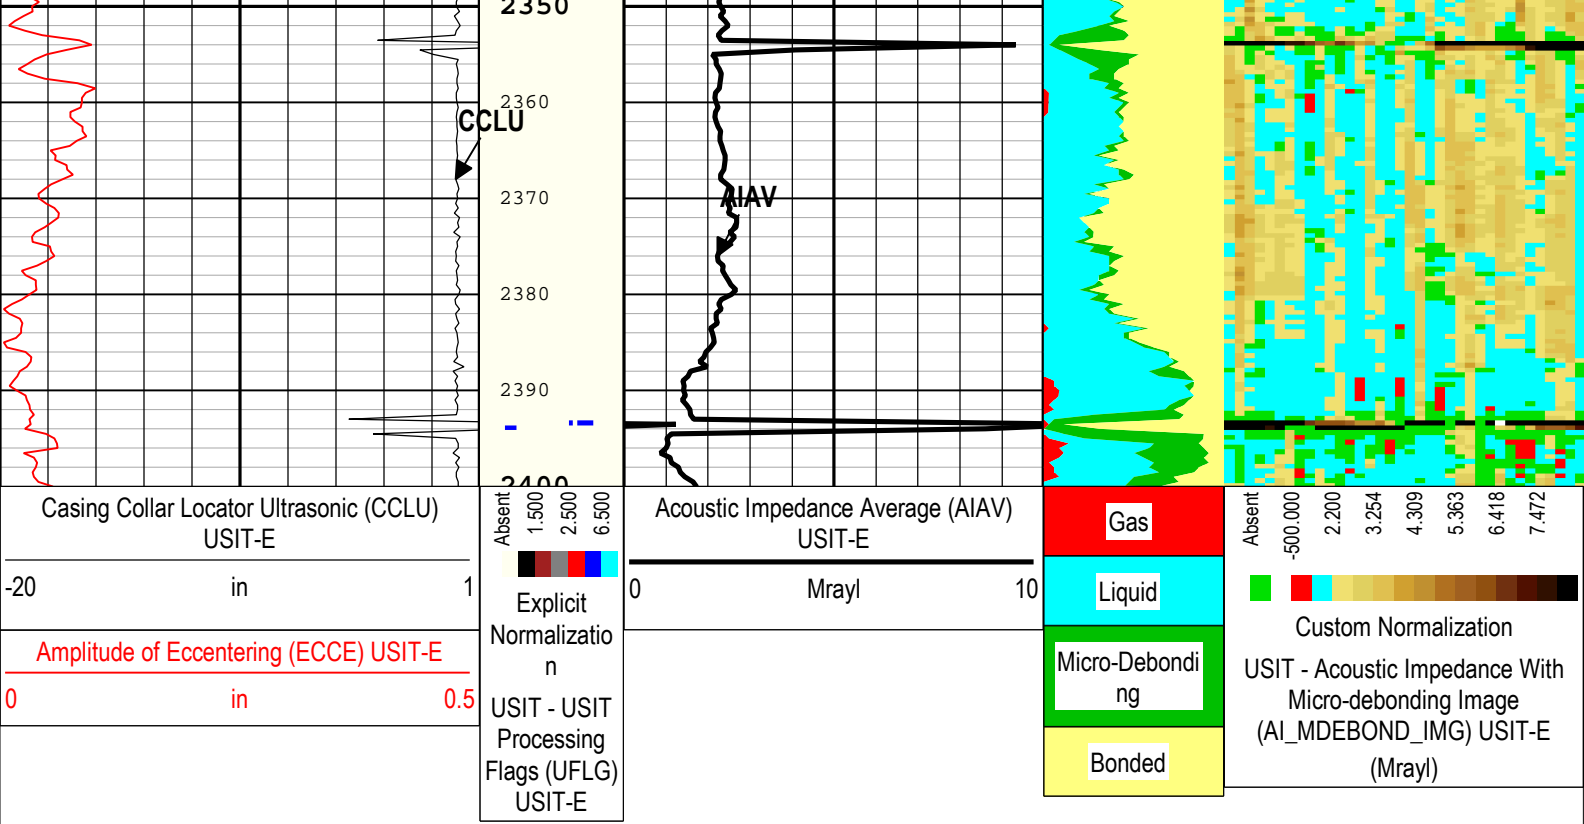 2350
2360
CCLU
2370
AIAV
2380
2390
2400
Casing Collar Locator Ultrasonic (CCLU)
USIT-E
-20 in 1
Amplitude of Eccentering (ECCE) USIT-E
0 in 0.5
Absent
1.500
2.500
6.500
Explicit
Normalizatio
n
USIT - USIT
Processing
Flags (UFLG)
USIT-E
Acoustic Impedance Average (AIAV)
USIT-E
0 Mrayl 10
Gas
Liquid
Micro-Debondi
ng
Bonded
Absent
-500.000
2.200
3.254
4.309
5.363
6.418
7.472
Custom Normalization
USIT - Acoustic Impedance With
Micro-debonding Image
(AI_MDEBOND_IMG) USIT-E
(Mrayl)